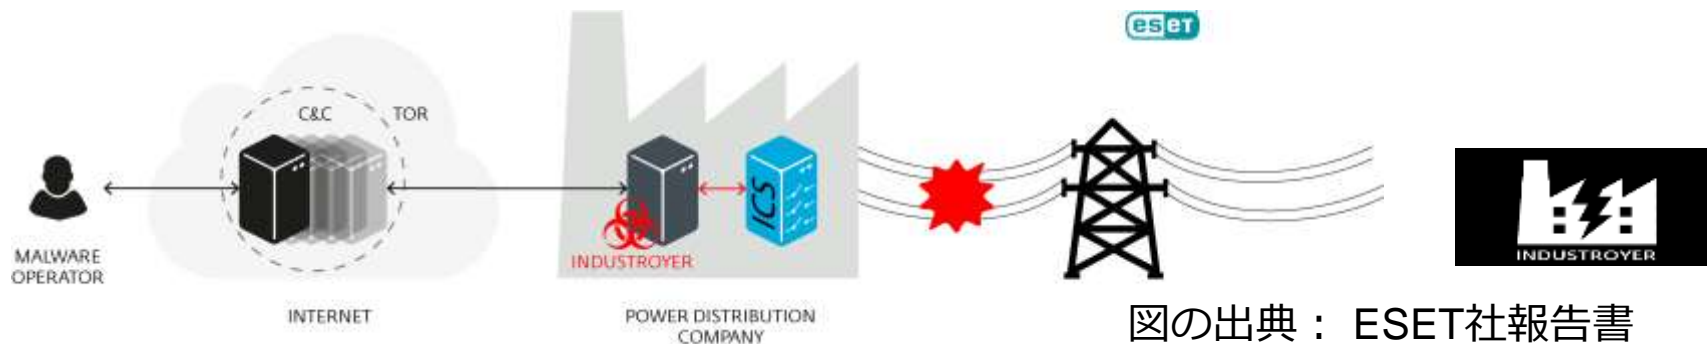 eseT
C&C
TOR
ICS
INDUSTROYER
MALWARE
OPERATOR
INTERNET
POWER DISTRIBUTION
COMPANY
INDUSTROYER
図の出典： ESET社報告書